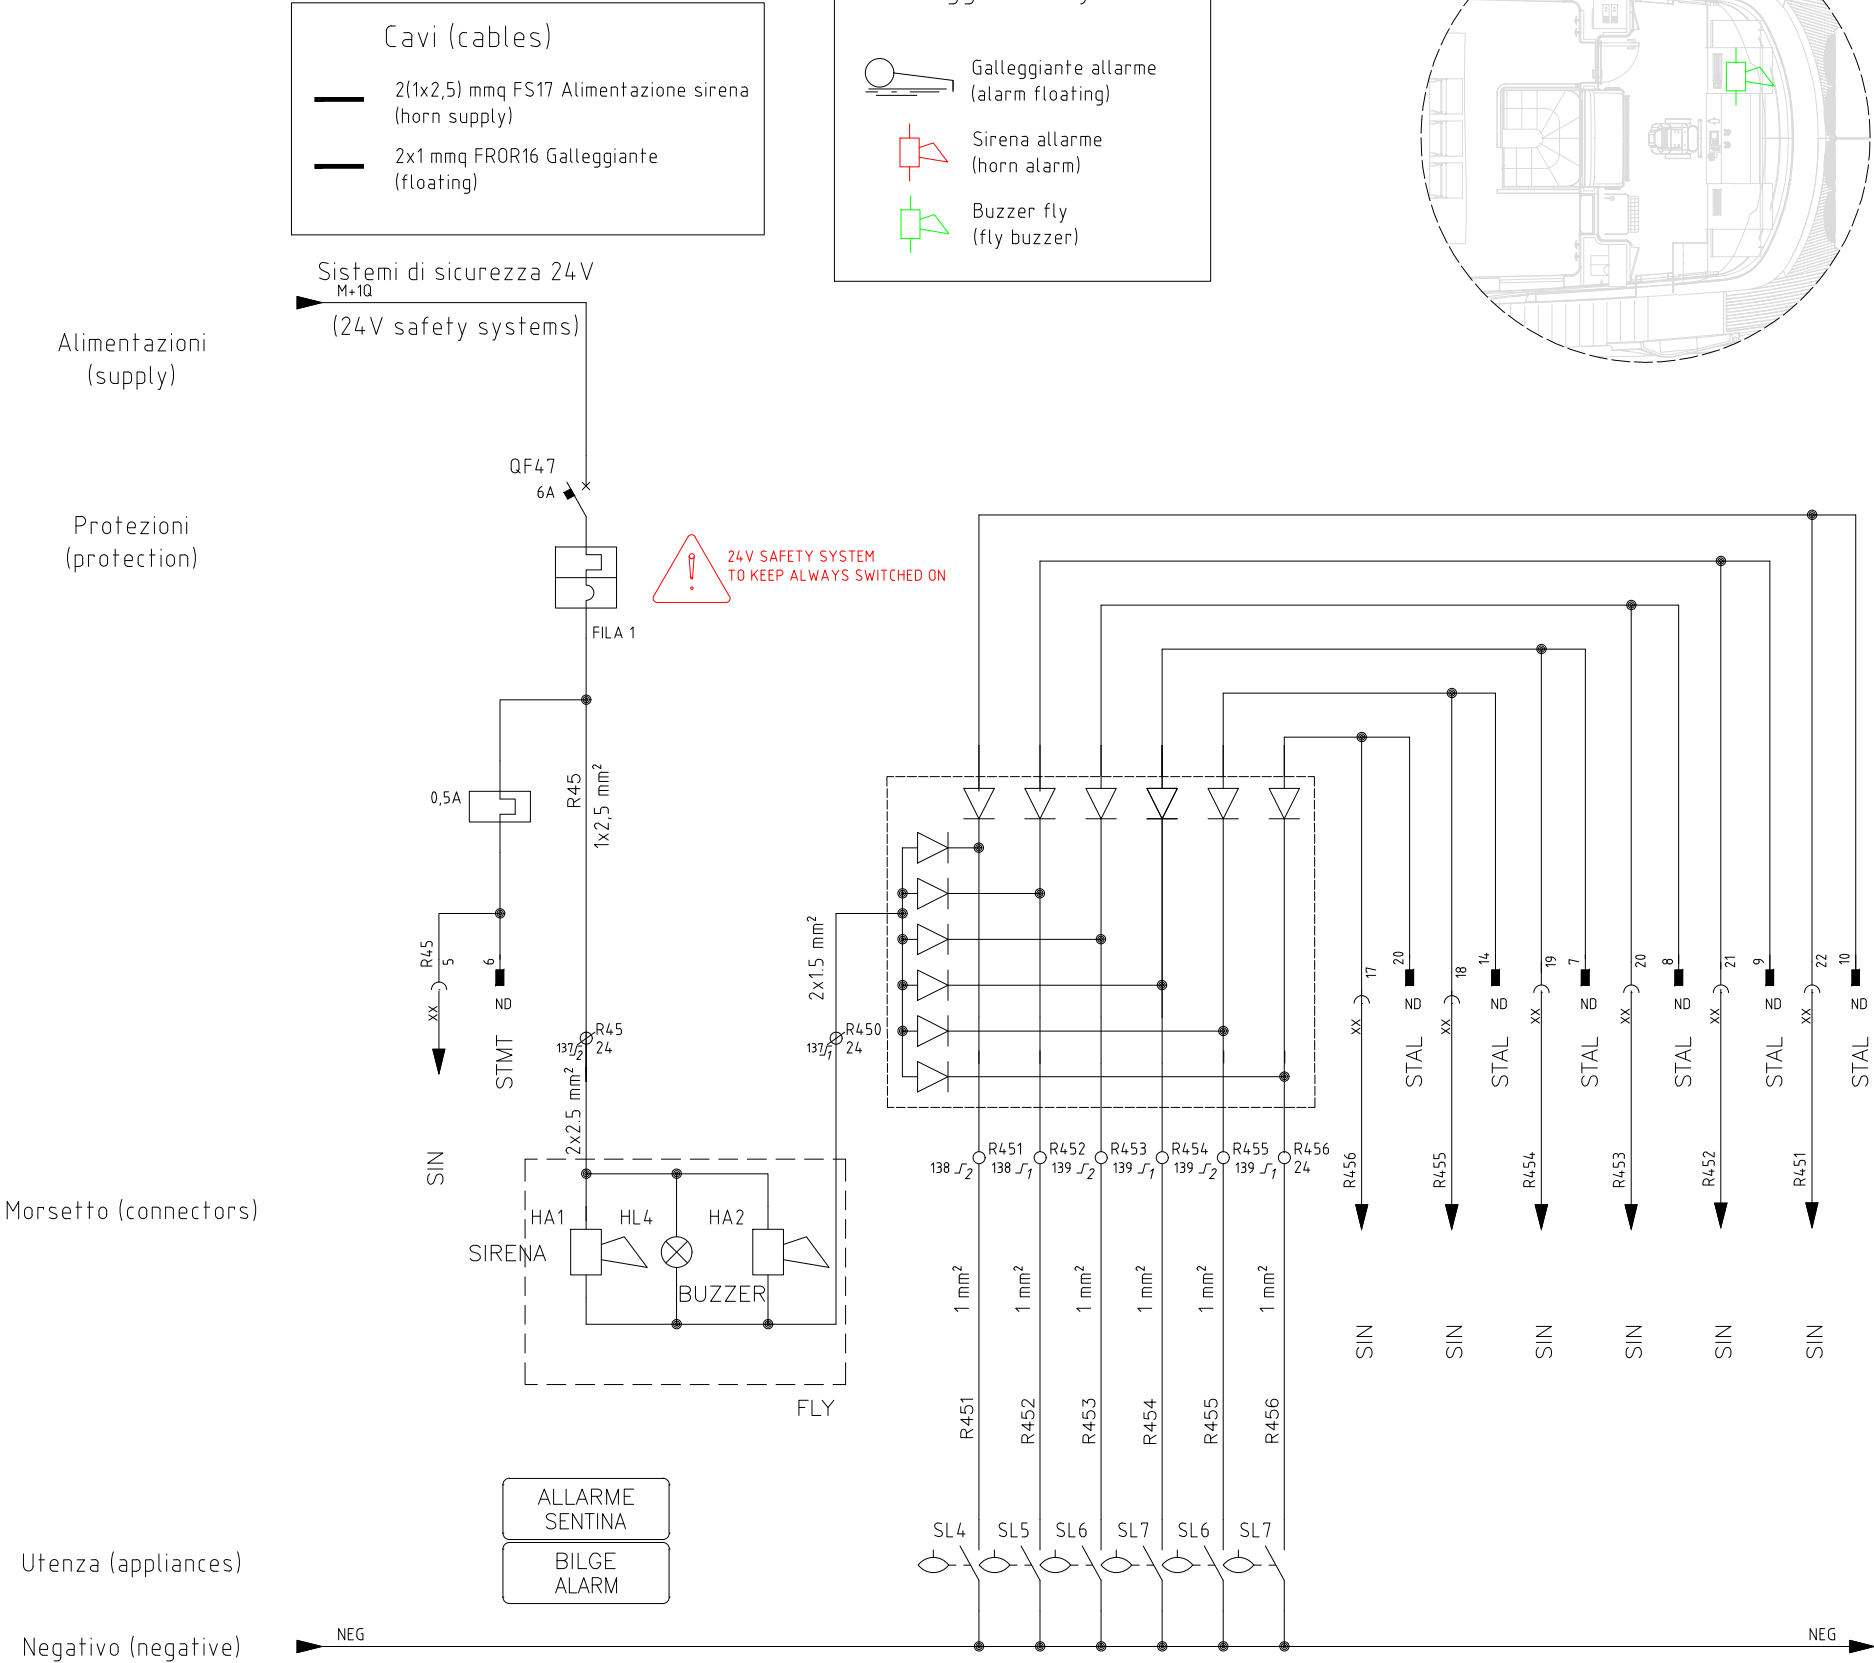 Cavi (cables)
2(1x2,5) mmq FS17 Alimentazione sirena
(horn supply)
2x1 mmq FROR16 Galleggiante
(floating)
Galleggiante allarme
(alarm floating)
Sirena allarme
(horn alarm)
Buzzer fly
(fly buzzer)
Sistemi di sicurezza 24V
M+1Q
(24V safety systems)
Alimentazioni
(supply)
QF47
6A
Protezioni
(protection)
24V SAFETY SYSTEM
TO KEEP ALWAYS SWITCHED ON
FILA 1
0,5A
R45
1x2,5 mm²
R45
5
6
XX
ND
STMT
SIN
137 2
R45
24
2x2.5 mm²
2x1.5 mm²
137 1
R450
24
17
20
18
14
19
7
20
8
21
9
22
10
XX
ND
XX
ND
XX
ND
XX
ND
XX
ND
XX
ND
STAL
STAL
STAL
STAL
STAL
STAL
R451
138 2
R452
138 1
R453
139 2
R454
139 1
R455
139 2
R456
24
139 1
R456
R455
R454
R453
R452
R451
Morsetto (connectors)
HA1
HL4
HA2
SIRENA
BUZZER
FLY
1 mm²
1 mm²
1 mm²
1 mm²
1 mm²
1 mm²
SIN
SIN
SIN
SIN
SIN
SIN
R451
R452
R453
R454
R455
R456
ALLARME
SENTINA
BILGE
ALARM
SL4
SL5
SL6
SL7
SL6
SL7
Utenza (appliances)
Negativo (negative)
NEG
NEG